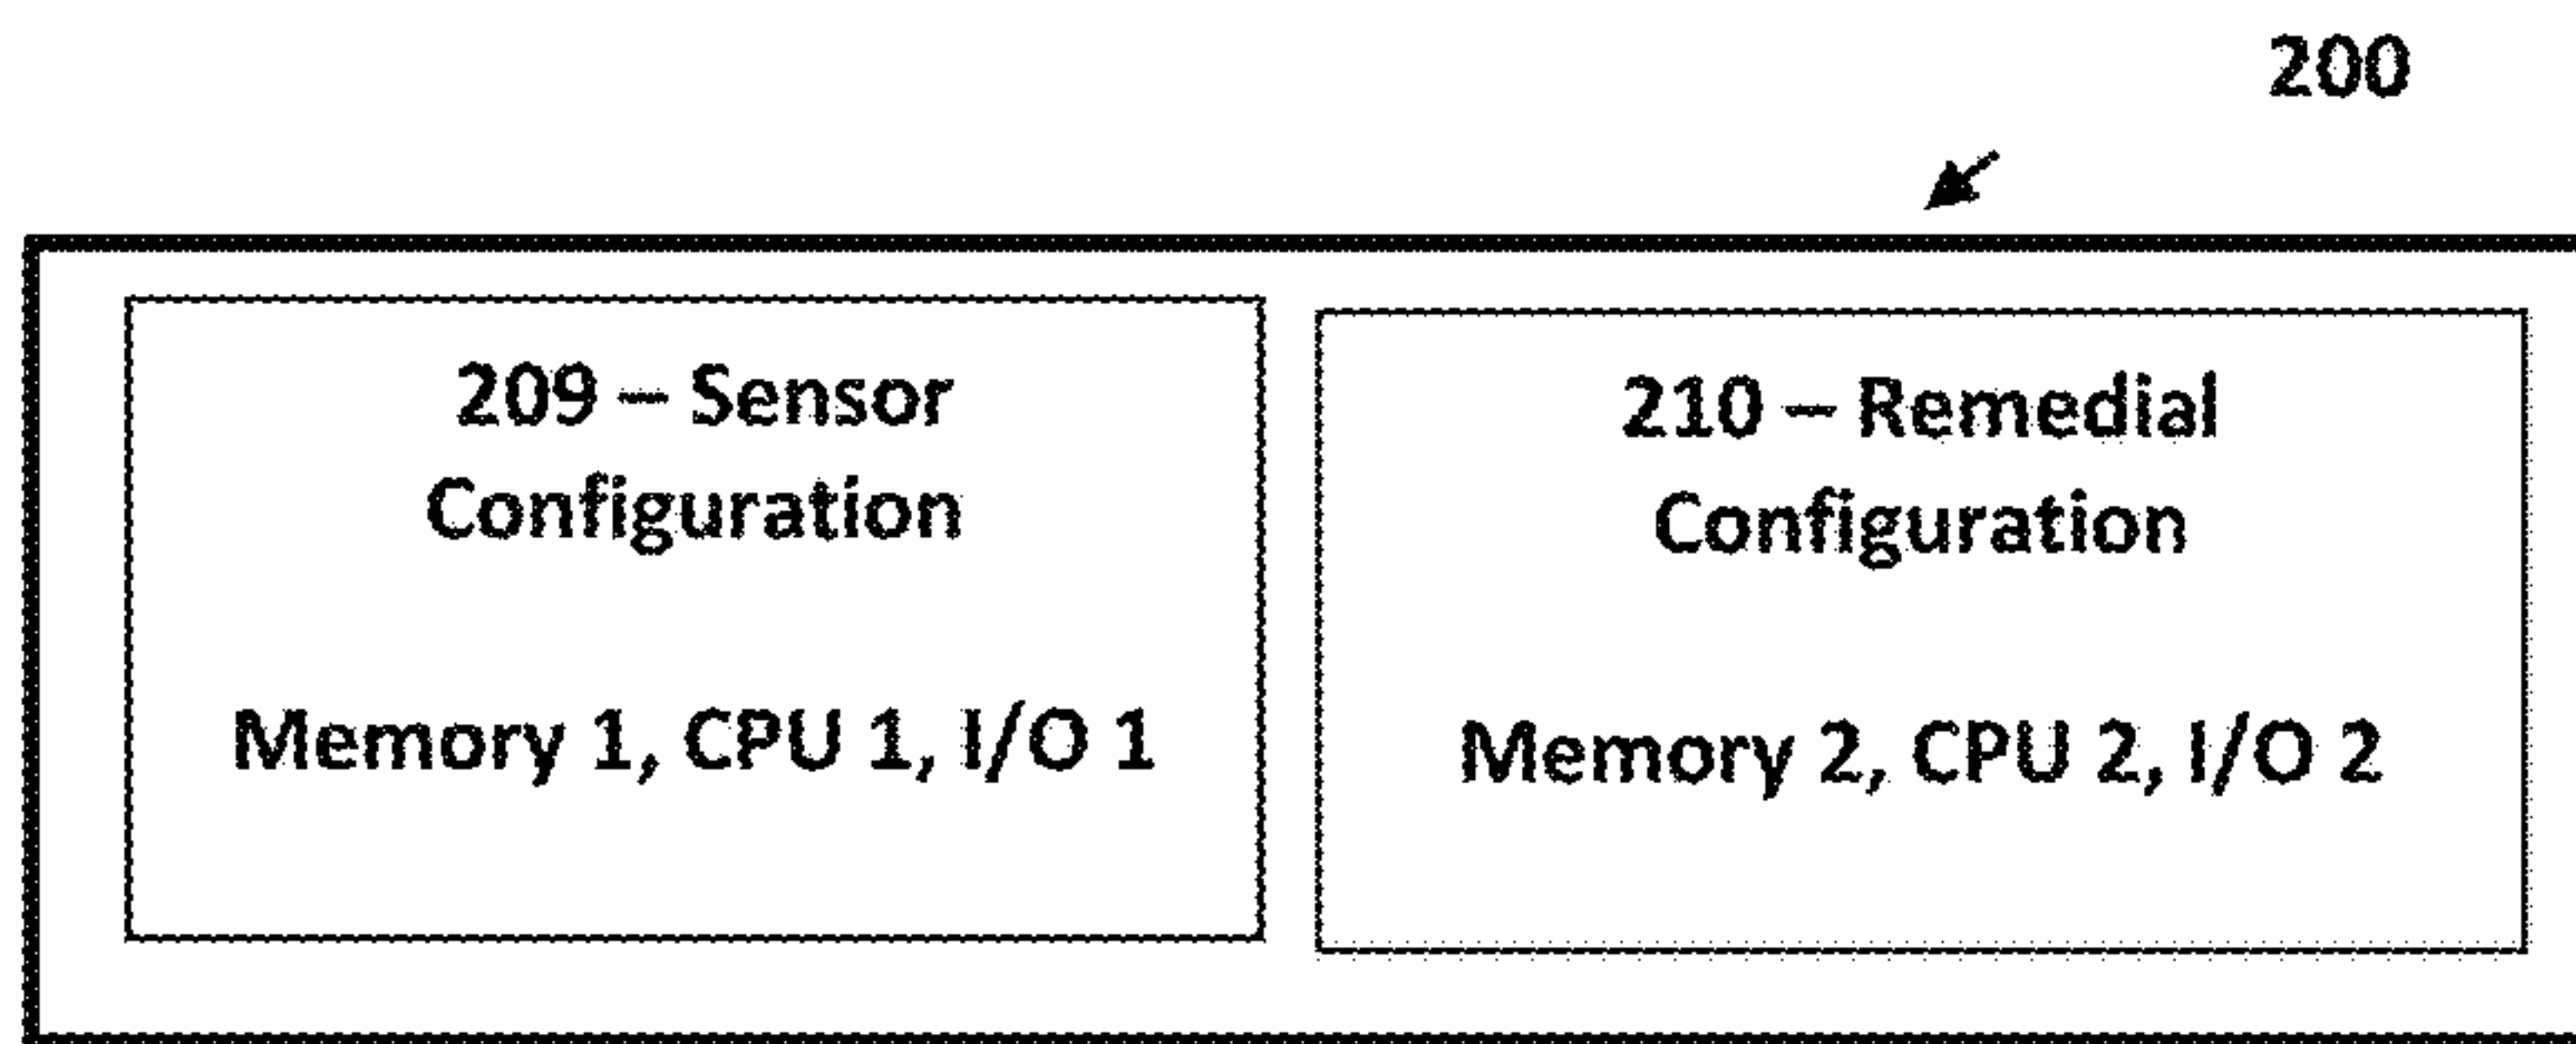 200
209 – Sensor
Configuration
Memory 1, CPU 1, I/O 1
210 – Remedial
Configuration
Memory 2, CPU 2, I/O 2